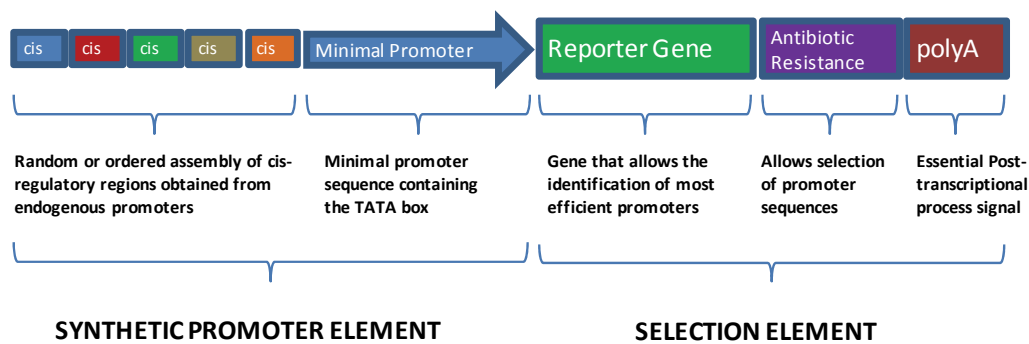 cis cis cis cis cis Minimal Promoter Reporter Gene Antibiotic Resistance polyA
Random or ordered assembly of cis-
regulatory regions obtained from
endogenous promoters
Minimal promoter
sequence containing
the TATA box
Gene that allows the
identification of most
efficient promoters
Allows selection
of promoter
sequences
Essential Post-
transcriptional
process signal
SYNTHETIC PROMOTER ELEMENT
SELECTION ELEMENT